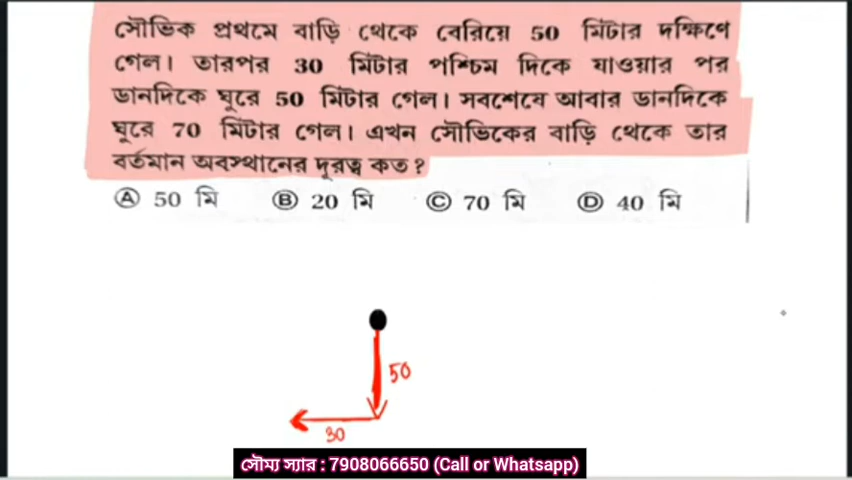 সৌভিক প্রথমে বাড়ি থেকে বেরিয়ে 50 মিটার দক্ষিণে
গেল। তারপর 30 মিটার পশ্চিম দিকে যাওয়ার পর
ডানদিকে ঘুরে 50 মিটার গেল। সবশেষে আবার ডানদিকে
ঘুরে 70 মিটার গেল। এখন সৌভিকের বাড়ি থেকে তার
বর্তমান অবস্থানের দূরত্ব কত?
Ⓐ 50 মি Ⓑ 20 মি Ⓒ 70 মি Ⓓ 40 মি
50
30
সৌম্য স্যার : 7908066650 (Call or Whatsapp)